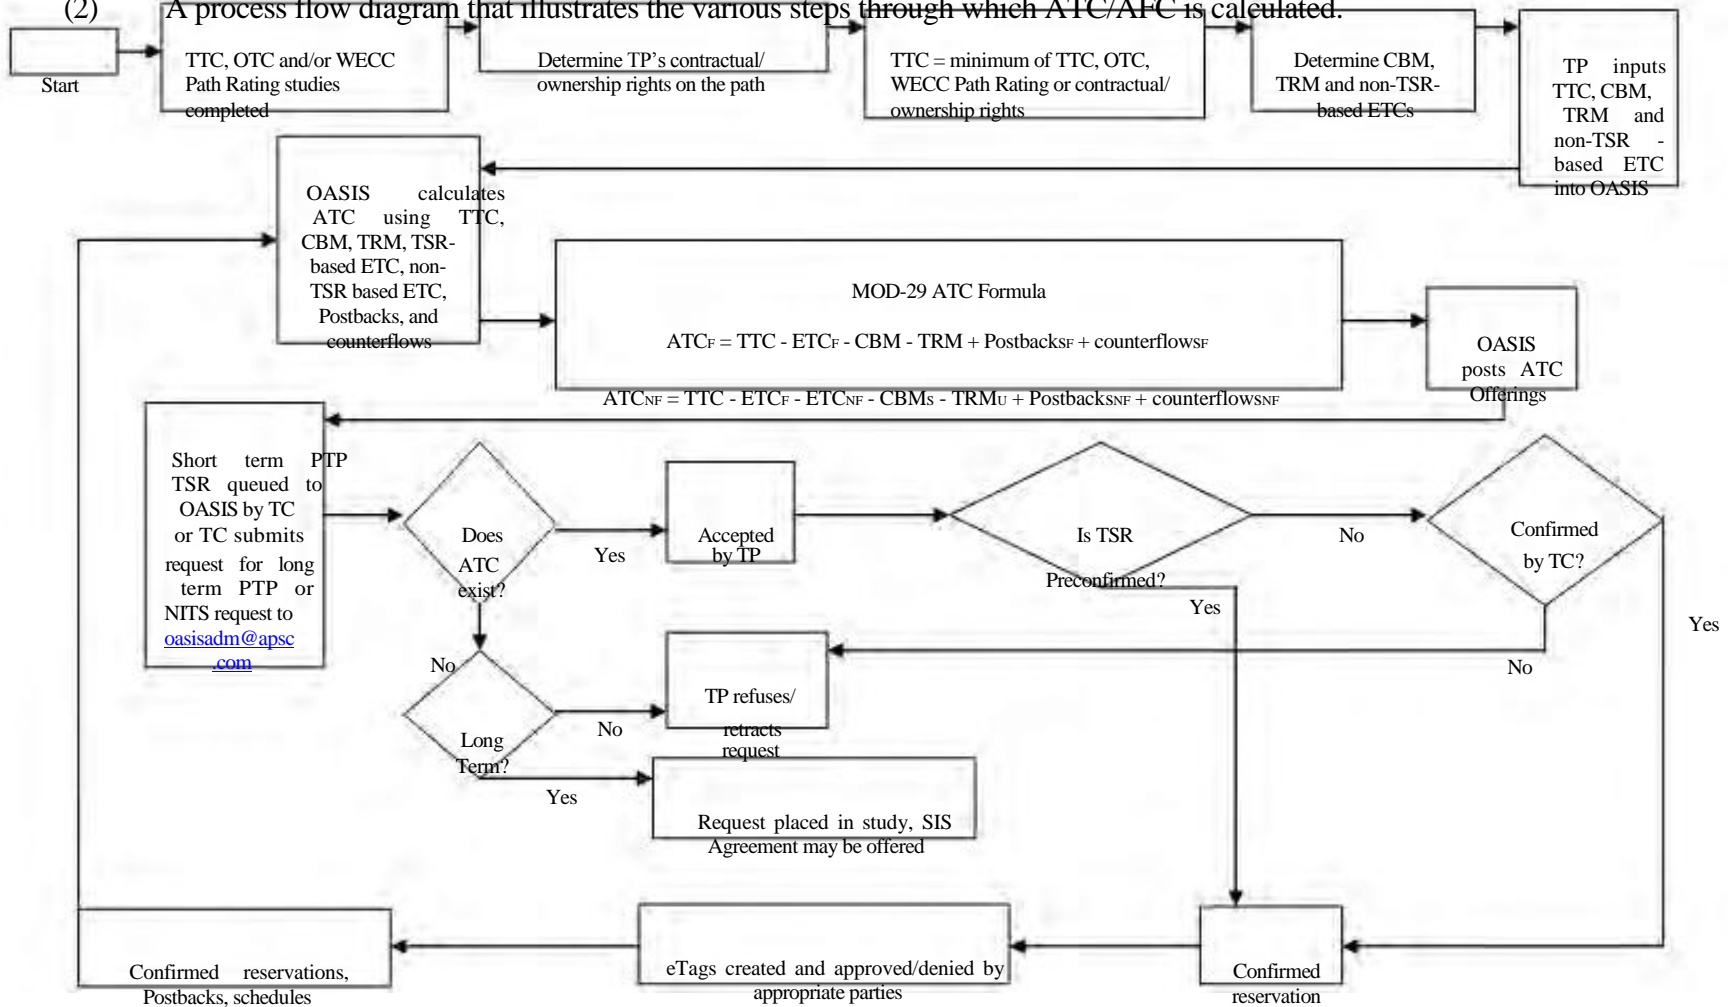 (2) A process flow diagram that illustrates the various steps through which ATC/AFC is calculated.
Start
TTC, OTC and/or WECC
Path Rating studies
completed
Determine TP's contractual/
ownership rights on the path
TTC = minimum of TTC, OTC,
WECC Path Rating or contractual/
ownership rights
Determine CBM,
TRM and non-TSR-
based ETCs
TP inputs
TTC, CBM,
TRM and
non-TSR -
based ETC
into OASIS
OASIS calculates
ATC using TTC,
CBM, TRM, TSR-
based ETC, non-
TSR based ETC,
Postbacks, and
counterflows
MOD-29 ATC Formula
ATCF = TTC - ETCF - CBM - TRM + PostbacksF + counterflowsF
ATCNF = TTC - ETCF - ETCNF - CBMS - TRMU + PostbacksNF + counterflowsNF
OASIS
posts ATC
Offerings
Short term PTP
TSR queued to
OASIS by TC
or TC submits
request for long
term PTP or
NITS request to
oasisadm@apsc
.com
Does
ATC
exist?
Yes
No
Accepted
by TP
Is TSR
Preconfirmed?
No
Yes
Confirmed
by TC?
Yes
No
Long
Term?
No
Yes
TP refuses/
retracts
request
Request placed in study, SIS
Agreement may be offered
Confirmed reservations,
Postbacks, schedules
eTags created and approved/denied by
appropriate parties
Confirmed
reservation